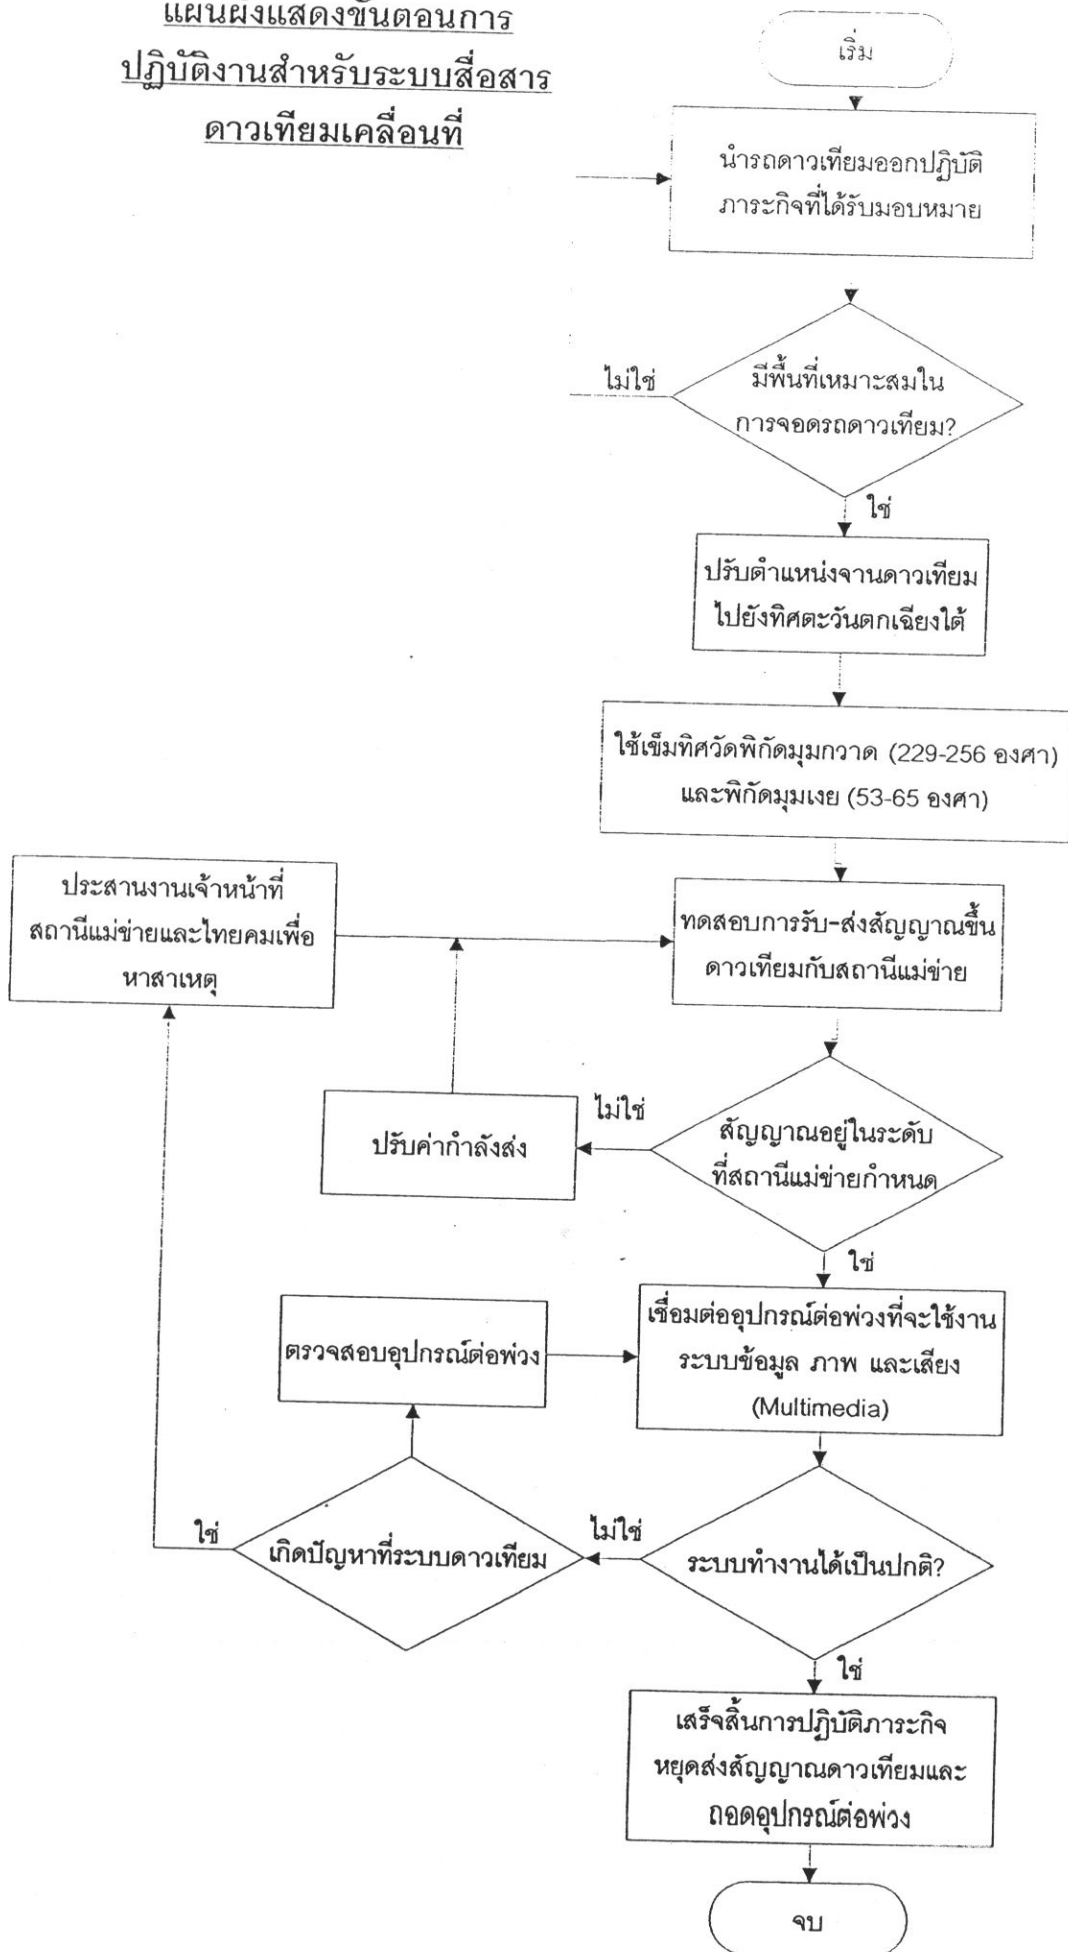 แผนผังแสดงขั้นตอนการ
ปฏิบัติงานสำหรับระบบสื่อสาร
ดาวเทียมเคลื่อนที่
เริ่ม
นำรถดาวเทียมออกปฏิบัติ
ภาระกิจที่ได้รับมอบหมาย
ไม่ใช่
มีพื้นที่เหมาะสมใน
การจอดรถดาวเทียม?
ใช่
ปรับตำแหน่งจานดาวเทียม
ไปยังทิศตะวันตกเฉียงใต้
ใช้เข็มทิศวัดพิกัดมุมกวาด (229-256 องศา)
และพิกัดมุมเงย (53-65 องศา)
ประสานงานเจ้าหน้าที่
สถานีแม่ข่ายและไทยคมเพื่อ
หาสาเหตุ
ทดสอบการรับ-ส่งสัญญาณขึ้น
ดาวเทียมกับสถานีแม่ข่าย
ปรับค่ากำลังส่ง
ไม่ใช่
สัญญาณอยู่ในระดับ
ที่สถานีแม่ข่ายกำหนด
ใช่
ตรวจสอบอุปกรณ์ต่อพ่วง
เชื่อมต่ออุปกรณ์ต่อพ่วงที่จะใช้งาน
ระบบข้อมูล ภาพ และเสียง
(Multimedia)
ใช่
เกิดปัญหาที่ระบบดาวเทียม
ไม่ใช่
ระบบทำงานได้เป็นปกติ?
ใช่
เสร็จสิ้นการปฏิบัติภาระกิจ
หยุดส่งสัญญาณดาวเทียมและ
ถอดอุปกรณ์ต่อพ่วง
จบ